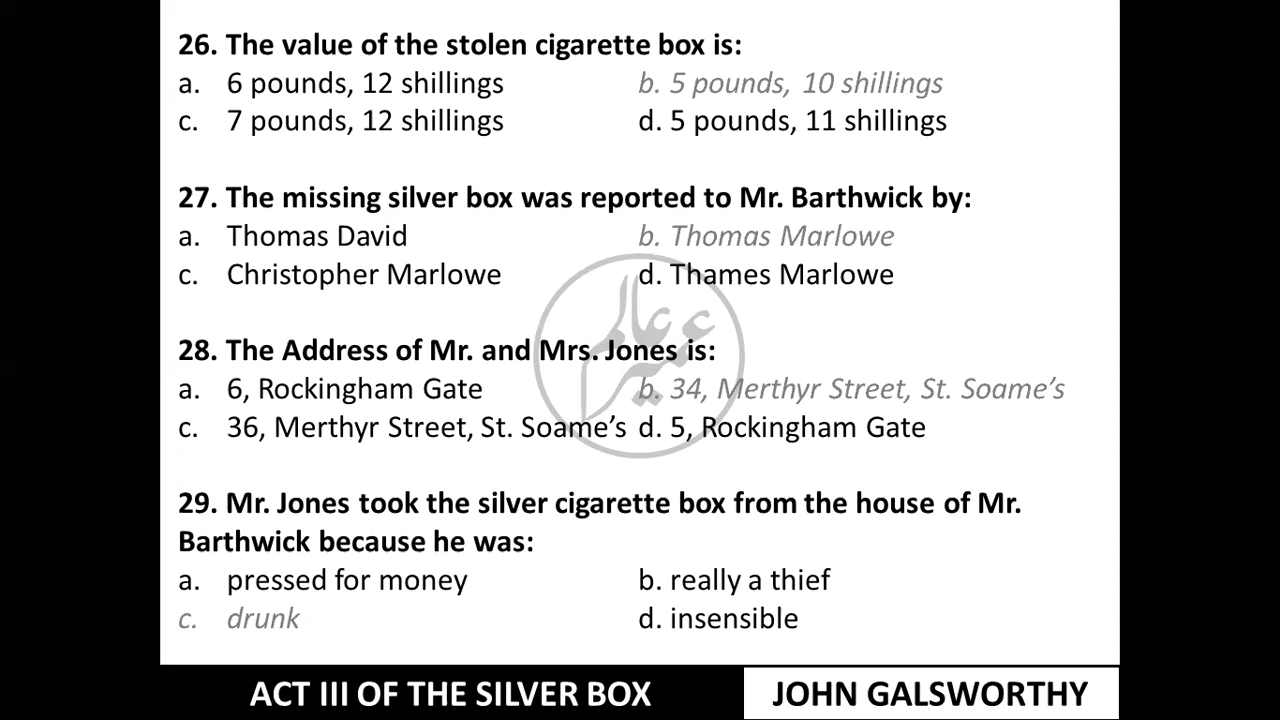 26. The value of the stolen cigarette box is:
a. 6 pounds, 12 shillings b. 5 pounds, 10 shillings
c. 7 pounds, 12 shillings d. 5 pounds, 11 shillings
27. The missing silver box was reported to Mr. Barthwick by:
a. Thomas David b. Thomas Marlowe
c. Christopher Marlowe d. Thames Marlowe
28. The Address of Mr. and Mrs. Jones is:
a. 6, Rockingham Gate b. 34, Merthyr Street, St. Soame’s
c. 36, Merthyr Street, St. Soame’s d. 5, Rockingham Gate
29. Mr. Jones took the silver cigarette box from the house of Mr.
Barthwick because he was:
a. pressed for money b. really a thief
c. drunk d. insensible
ACT III OF THE SILVER BOX JOHN GALSWORTHY